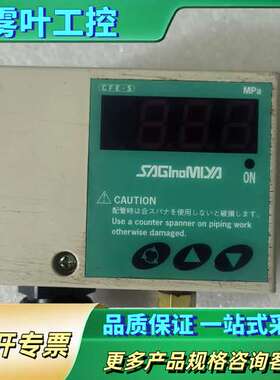 雾叶工控
CFE-S
MPa
SAGInoMIYA
ON
⚠ CAUTION
配管時は合スパナを使用しないと破損します。
Use a counter spanner on piping work
otherwise damaged.
品质保证 一站式采
开专票
更多产品规格咨询客